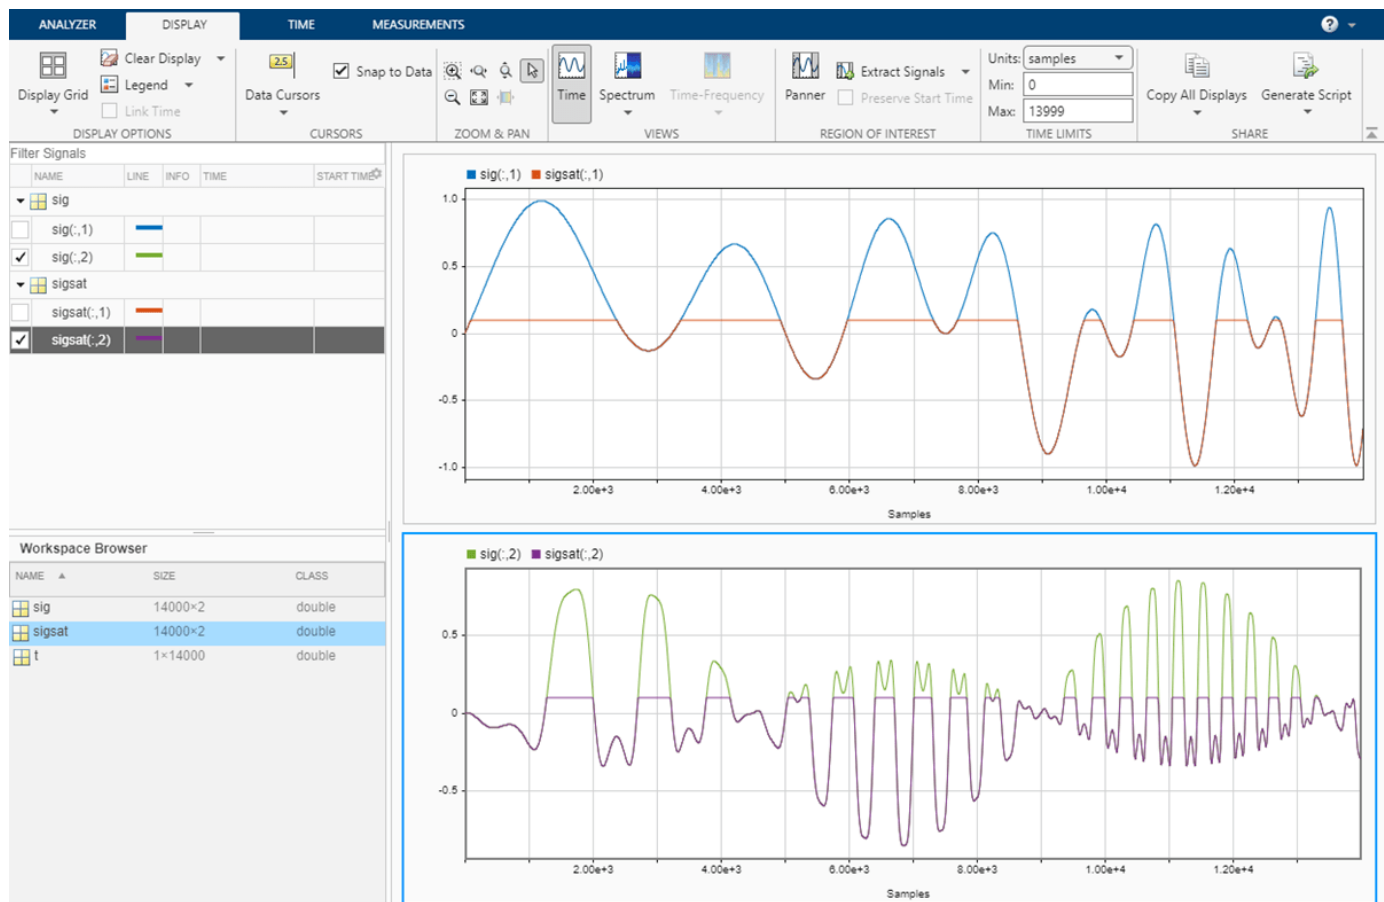 ANALYZER DISPLAY TIME MEASUREMENTS ?
Display Grid Clear Display Legend Link Time
DISPLAY OPTIONS
2.5 Data Cursors Snap to Data
CURSORS
ZOOM & PAN
Time Spectrum Time-Frequency
VIEWS
Panner Extract Signals Preserve Start Time
REGION OF INTEREST
Units: samples
Min: 0
Max: 13999
TIME LIMITS
Copy All Displays Generate Script
SHARE
Filter Signals
NAME LINE INFO TIME START TIME
sig
sig(:,1)
sig(:,2)
sigsat
sigsat(:,1)
sigsat(:,2)
Workspace Browser
NAME SIZE CLASS
sig 14000×2 double
sigsat 14000×2 double
t 1×14000 double
sig(:,1) sigsat(:,1)
1.0
0.5
0
-0.5
-1.0
2.00e+3 4.00e+3 6.00e+3 8.00e+3 1.00e+4 1.20e+4
Samples
sig(:,2) sigsat(:,2)
0.5
0
-0.5
2.00e+3 4.00e+3 6.00e+3 8.00e+3 1.00e+4 1.20e+4
Samples